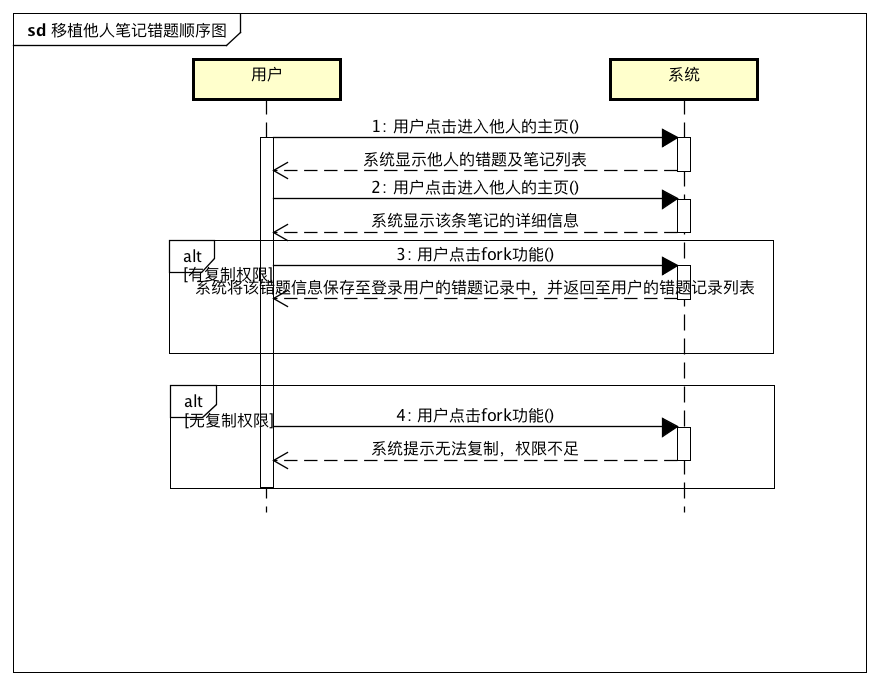 sd 移植他人笔记错题顺序图
用户
系统
1: 用户点击进入他人的主页()
系统显示他人的错题及笔记列表
2: 用户点击进入他人的主页()
系统显示该条笔记的详细信息
alt
3: 用户点击fork功能()
[有复制权限]
系统将该错题信息保存至登录用户的错题记录中，并返回至用户的错题记录列表
alt
4: 用户点击fork功能()
[无复制权限]
系统提示无法复制，权限不足